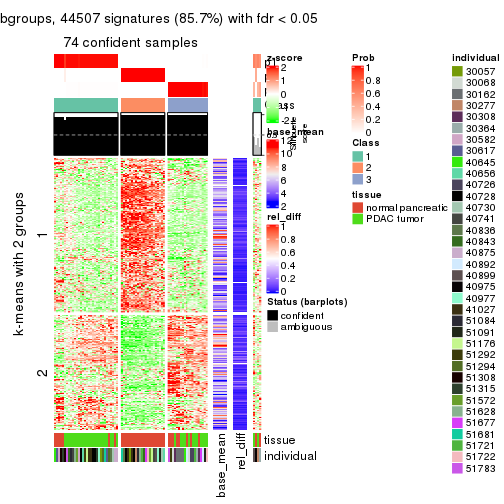 bgroups, 44507 signatures (85.7%) with fdr < 0.05
74 confident samples
k-means with 2 groups
1
2
z-score
2
1
-2
base_mean
12
10
8
6
4
2
rel_diff
1
0.8
0.6
0.4
0.2
0
Status (barplots)
confident
ambiguous
Silhouette
score
tissue
individual
base_mean
rel_diff
Prob
1
0.8
0.6
0.4
0.2
0
Class
1
2
3
tissue
normal pancreatic
PDAC tumor
individual
30057
30068
30162
30277
30308
30364
30582
30617
40645
40656
40726
40728
40730
40741
40836
40843
40875
40892
40899
40975
40977
41027
51084
51091
51176
51292
51294
51308
51315
51572
51628
51677
51681
51721
51722
51783